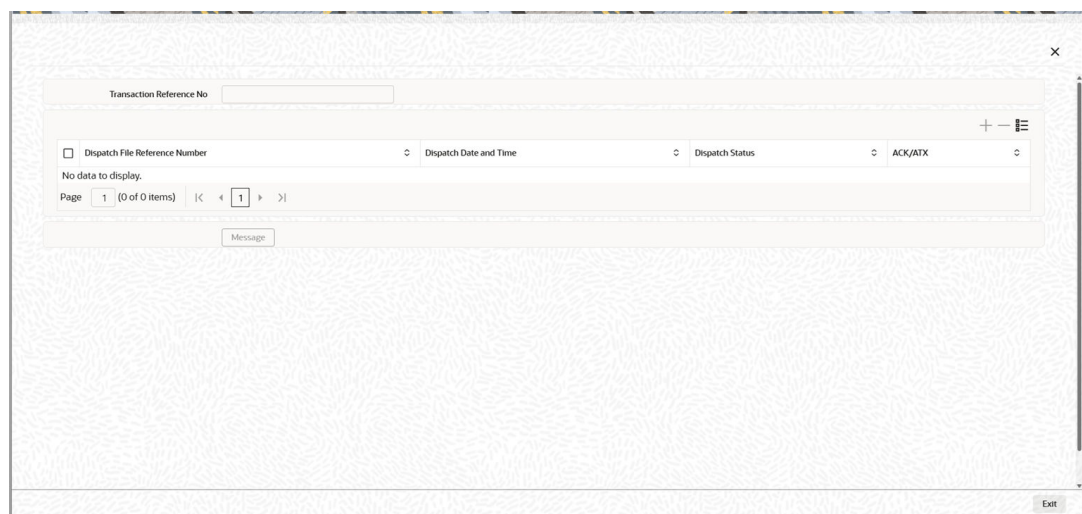 Transaction Reference No
Dispatch File Reference Number Dispatch Date and Time Dispatch Status ACK/ATX
No data to display.
Page 1 (0 of 0 items) 1
Message
Exit